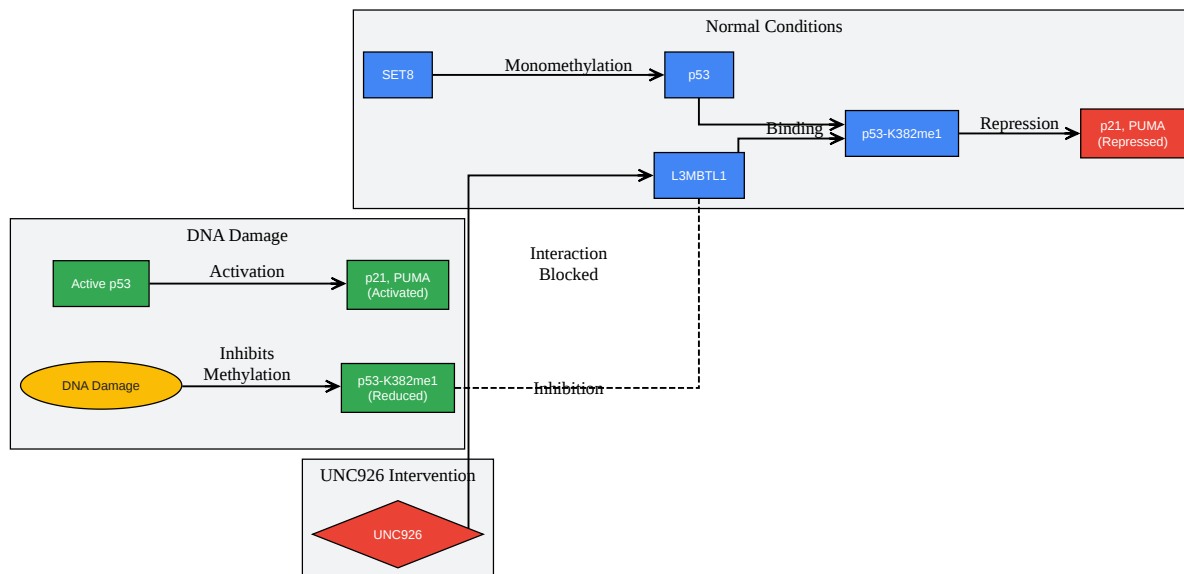 Normal Conditions
SET8
Monomethylation
p53
Binding
p53-K382me1
Repression
p21, PUMA
(Repressed)
L3MBTL1
DNA Damage
Active p53
Activation
p21, PUMA
(Activated)
Interaction
Blocked
DNA Damage
Inhibits
Methylation
p53-K382me1
(Reduced)
Inhibition
UNC926 Intervention
UNC926